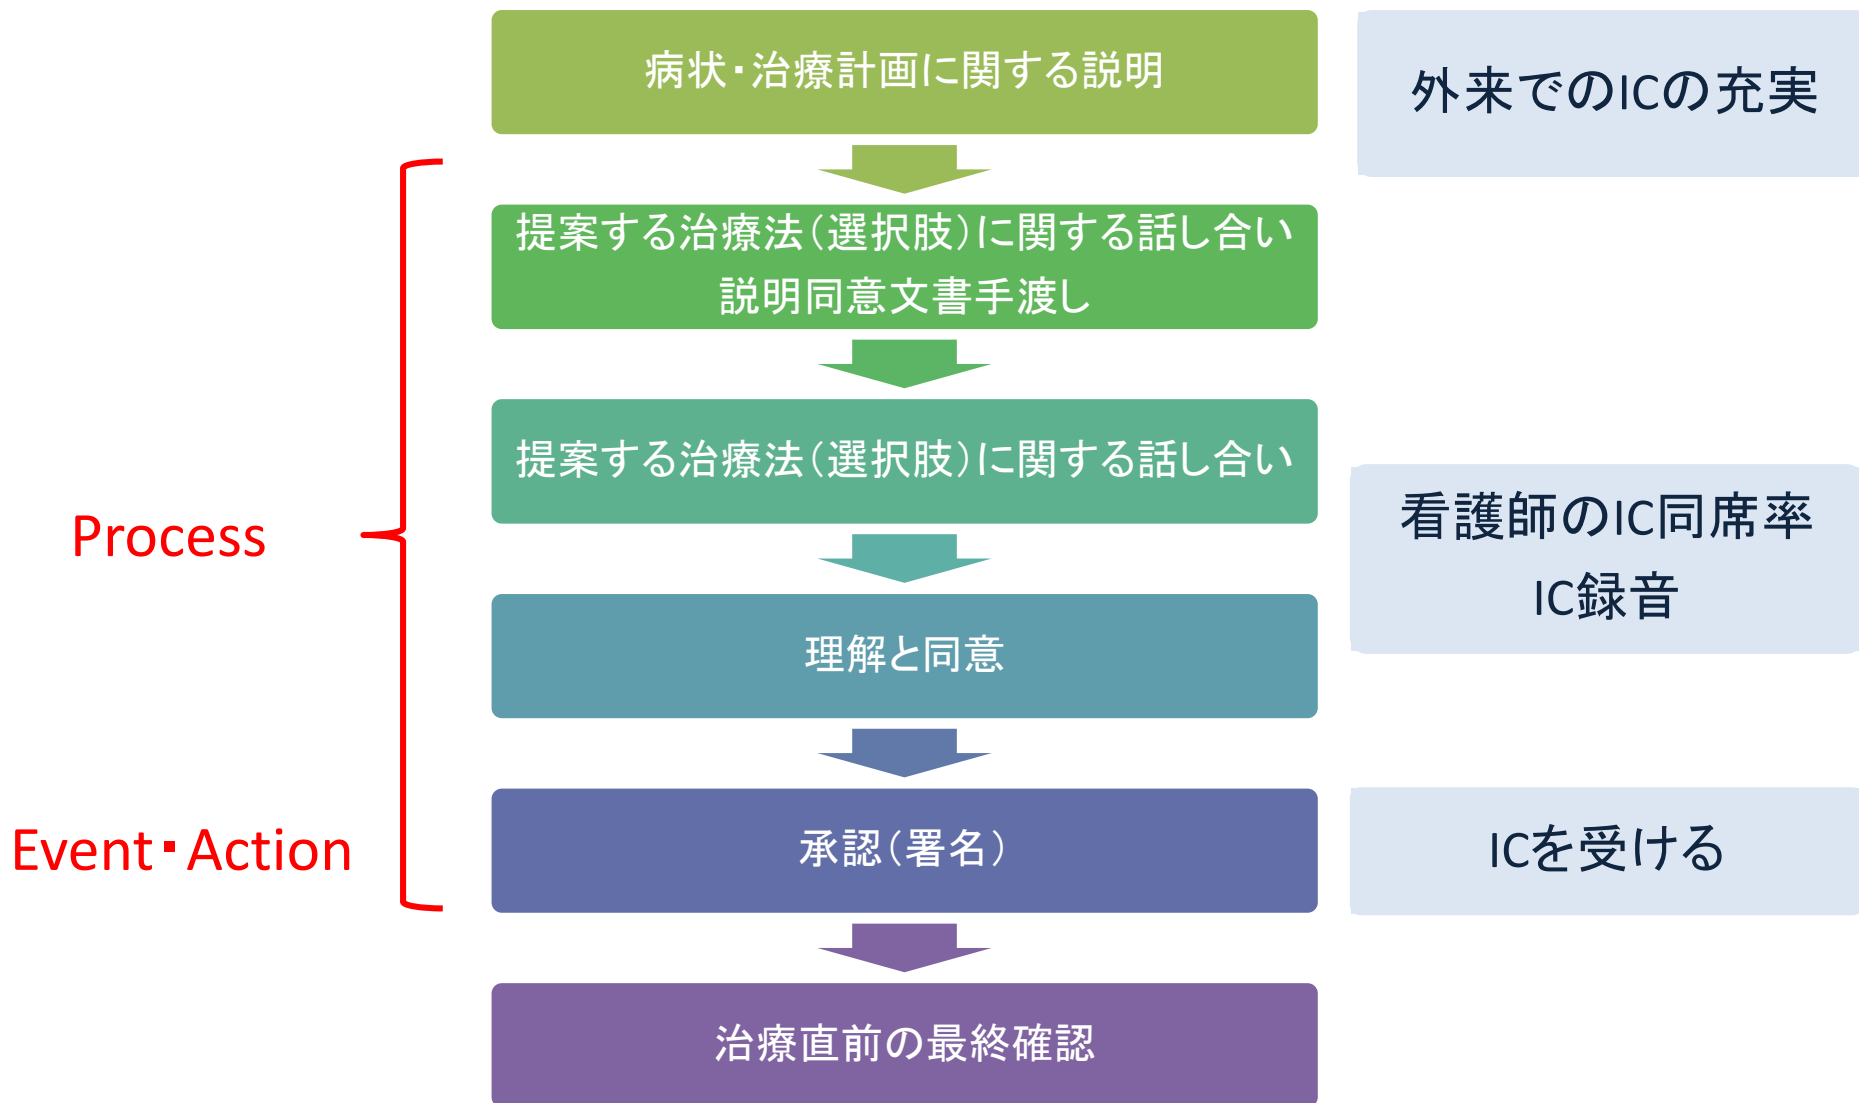 病状・治療計画に関する説明
外来でのICの充実
提案する治療法（選択肢）に関する話し合い
説明同意文書手渡し
提案する治療法（選択肢）に関する話し合い
Process
看護師のIC同席率
IC録音
理解と同意
Event・Action
承認（署名）
ICを受ける
治療直前の最終確認